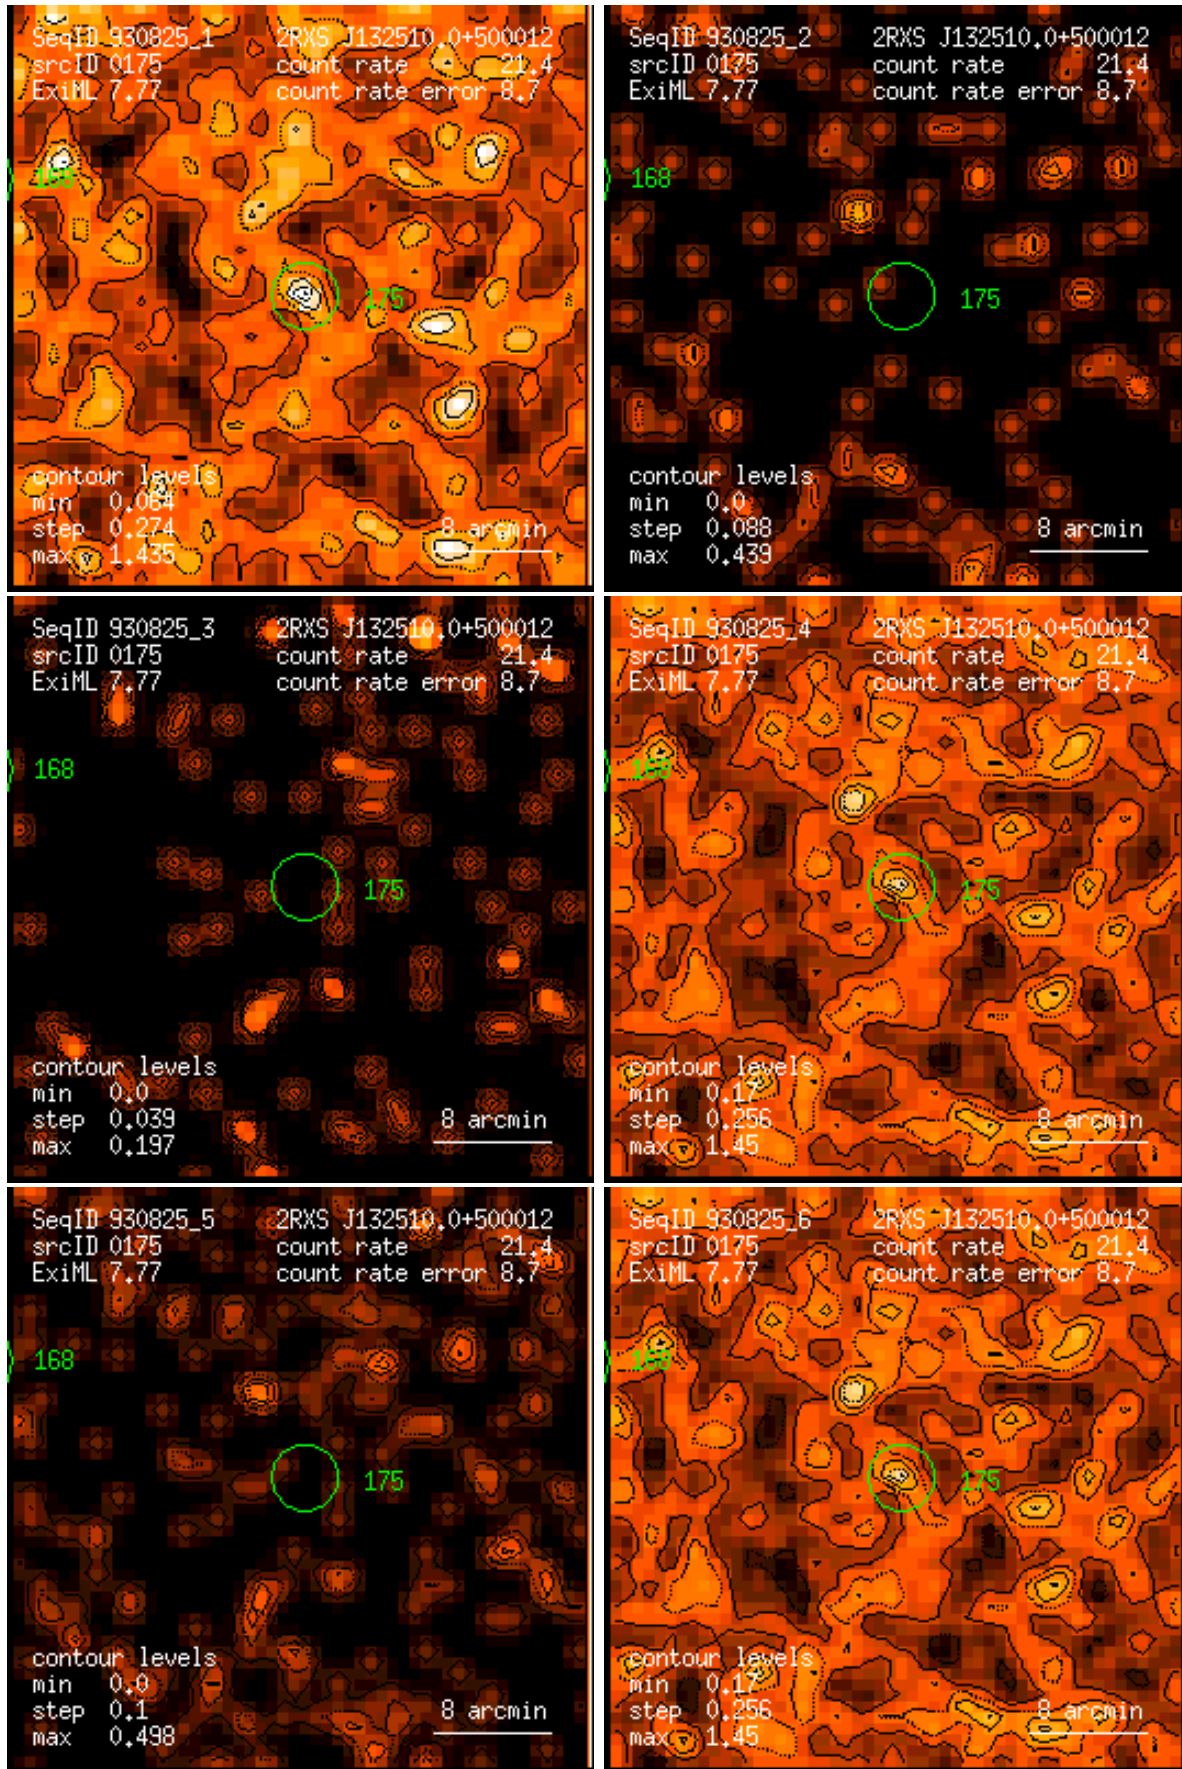 SeqID 930825_1 2RXS J132510.0+500012
srcID 0175 count rate 21.4
ExiML 7.77 count rate error 8.7
168
175
contour levels
min 0.064
step 0.274 8 arcmin
max 1.435
SeqID 930825_2 2RXS J132510.0+500012
srcID 0175 count rate 21.4
ExiML 7.77 count rate error 8.7
168
175
contour levels
min 0.0
step 0.088 8 arcmin
max 0.439
SeqID 930825_3 2RXS J132510.0+500012
srcID 0175 count rate 21.4
ExiML 7.77 count rate error 8.7
168
175
contour levels
min 0.0
step 0.039 8 arcmin
max 0.197
SeqID 930825_4 2RXS J132510.0+500012
srcID 0175 count rate 21.4
ExiML 7.77 count rate error 8.7
168
175
contour levels
min 0.17
step 0.256 8 arcmin
max 1.45
SeqID 930825_5 2RXS J132510.0+500012
srcID 0175 count rate 21.4
ExiML 7.77 count rate error 8.7
168
175
contour levels
min 0.0
step 0.1 8 arcmin
max 0.498
SeqID 930825_6 2RXS J132510.0+500012
srcID 0175 count rate 21.4
ExiML 7.77 count rate error 8.7
168
175
contour levels
min 0.17
step 0.256 8 arcmin
max 1.45